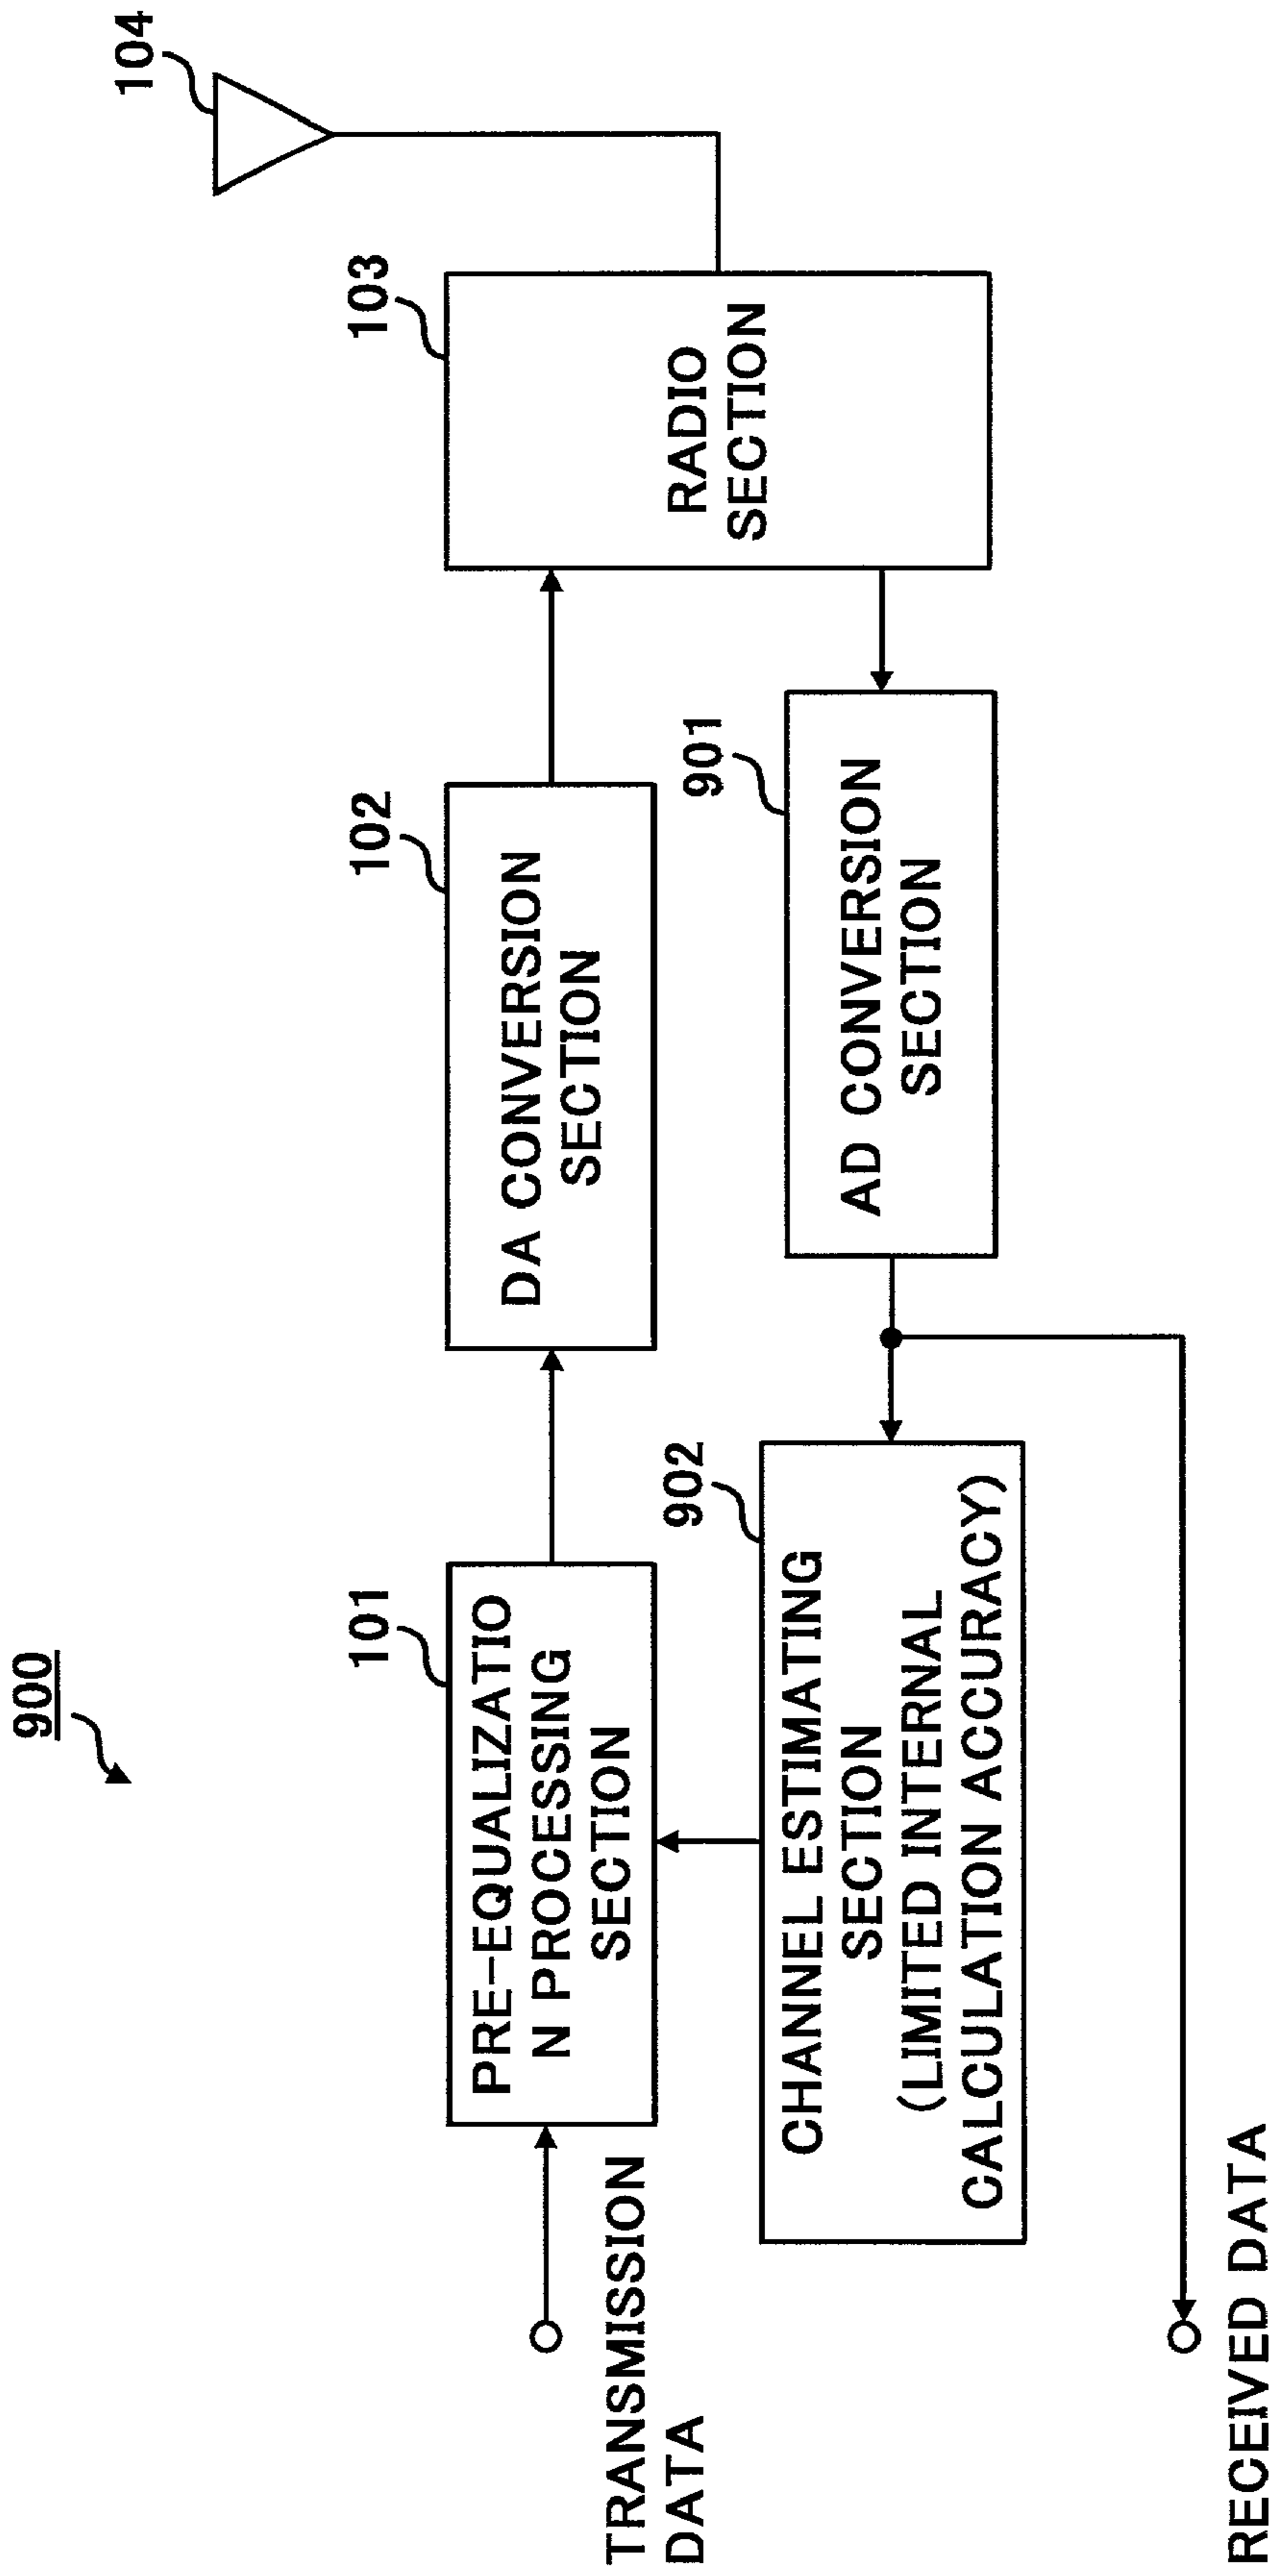 900
101
PRE-EQUALIZATIO
N PROCESSING
SECTION
102
DA CONVERSION
SECTION
103
RADIO
SECTION
104
TRANSMISSION
DATA
902
CHANNEL ESTIMATING
SECTION
(LIMITED INTERNAL
CALCULATION ACCURACY)
901
AD CONVERSION
SECTION
RECEIVED DATA